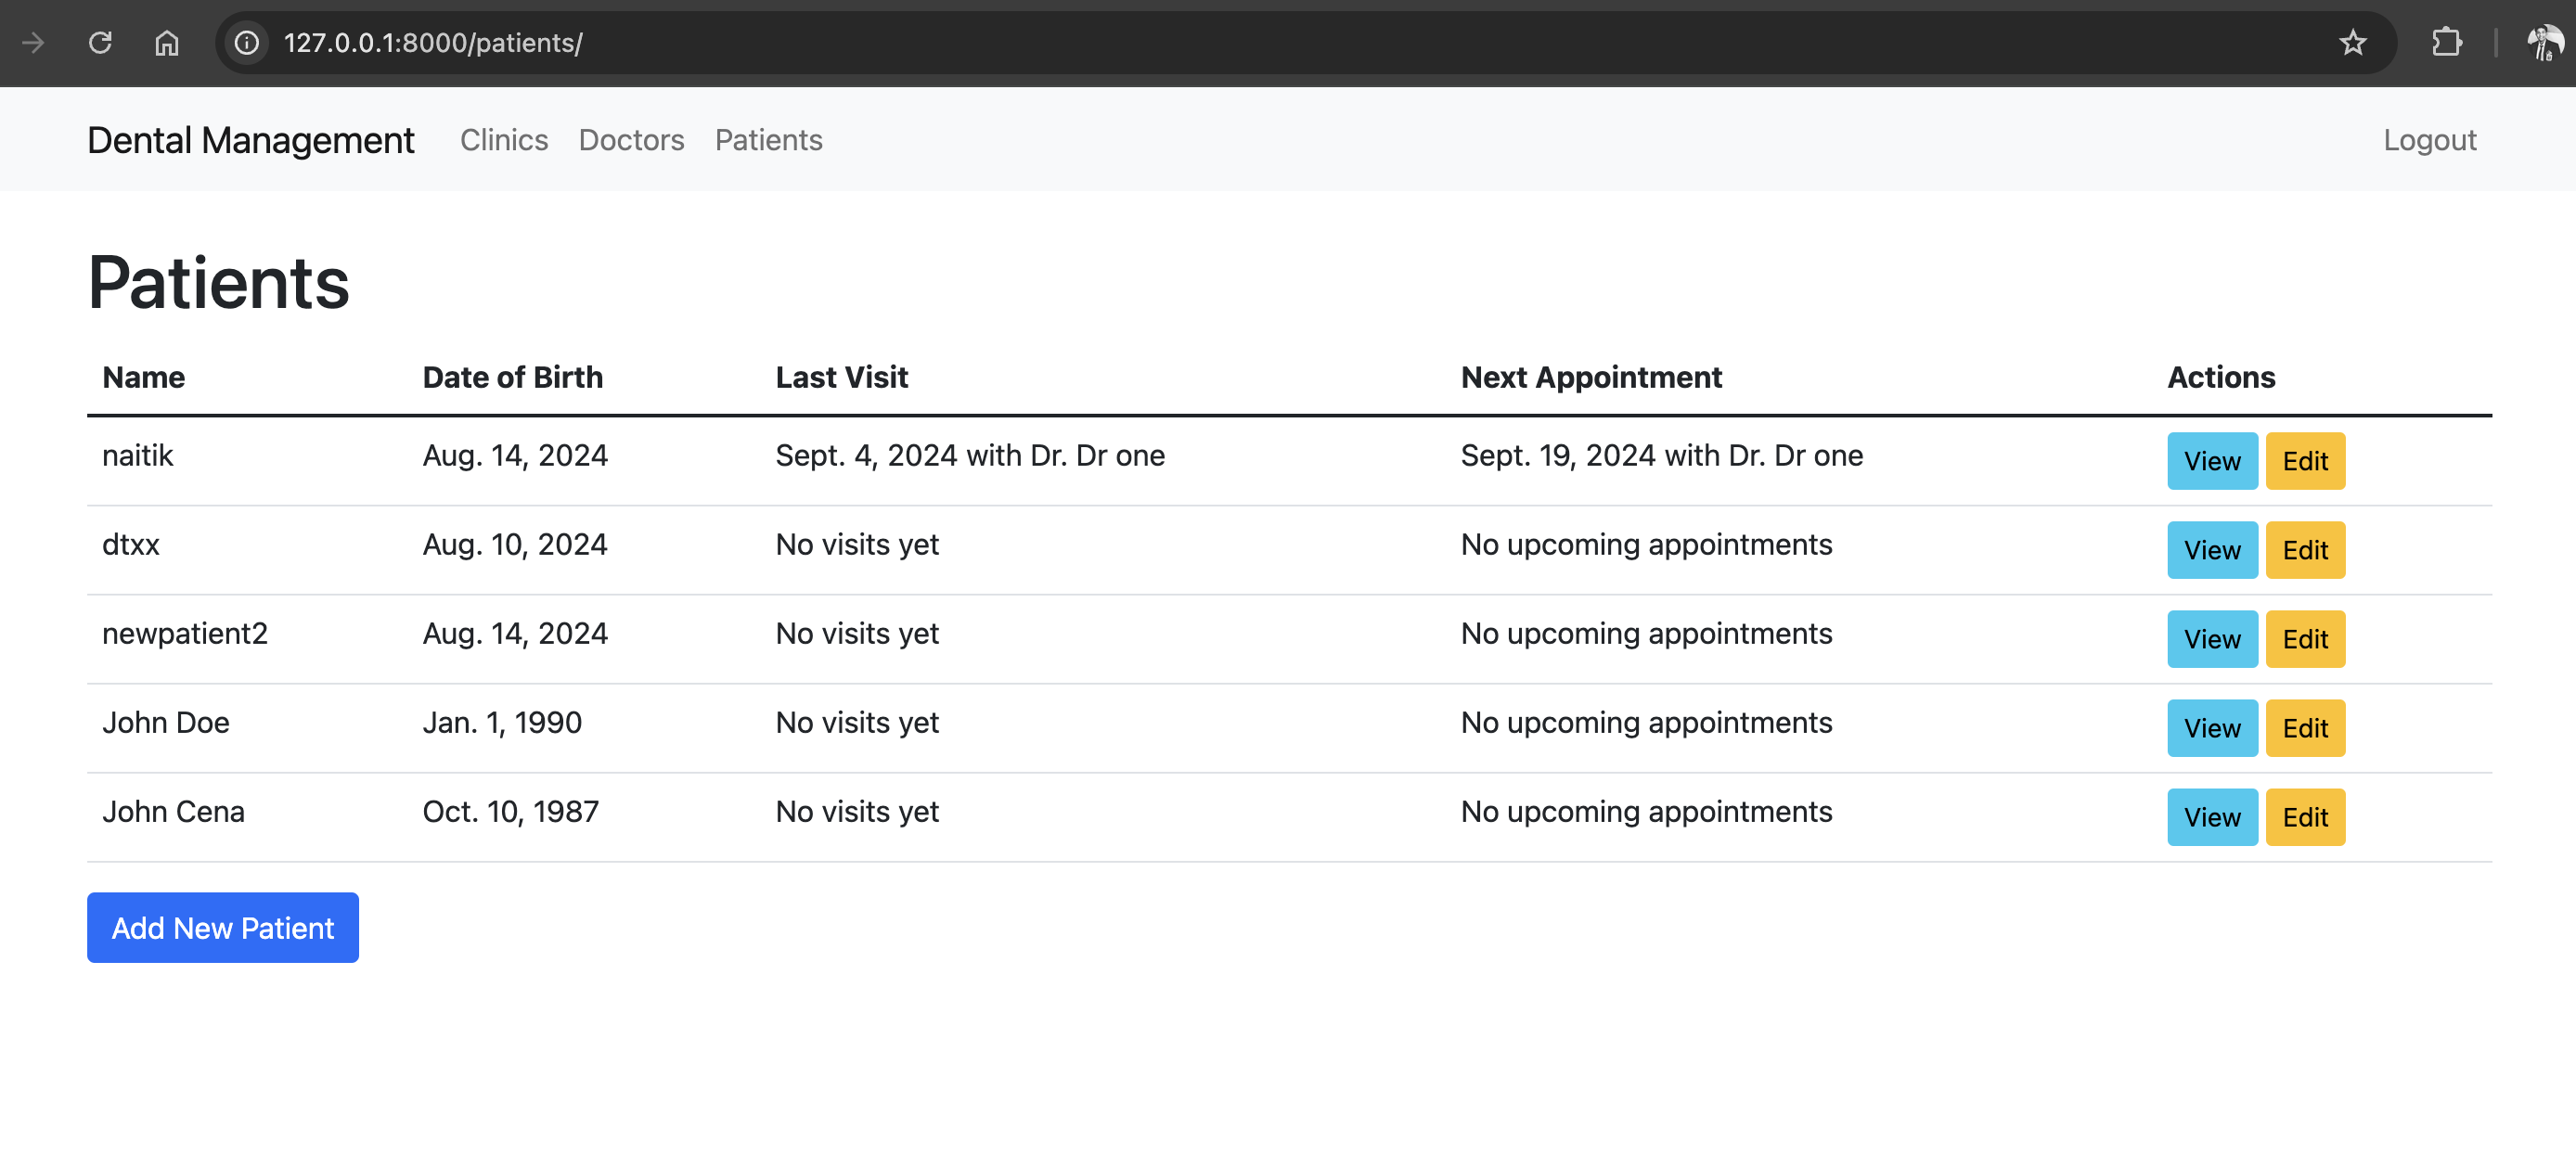 127.0.0.1:8000/patients/
Dental Management Clinics Doctors Patients Logout
Patients
Name Date of Birth Last Visit Next Appointment Actions
naitik Aug. 14, 2024 Sept. 4, 2024 with Dr. Dr one Sept. 19, 2024 with Dr. Dr one View Edit
dtxx Aug. 10, 2024 No visits yet No upcoming appointments View Edit
newpatient2 Aug. 14, 2024 No visits yet No upcoming appointments View Edit
John Doe Jan. 1, 1990 No visits yet No upcoming appointments View Edit
John Cena Oct. 10, 1987 No visits yet No upcoming appointments View Edit
Add New Patient